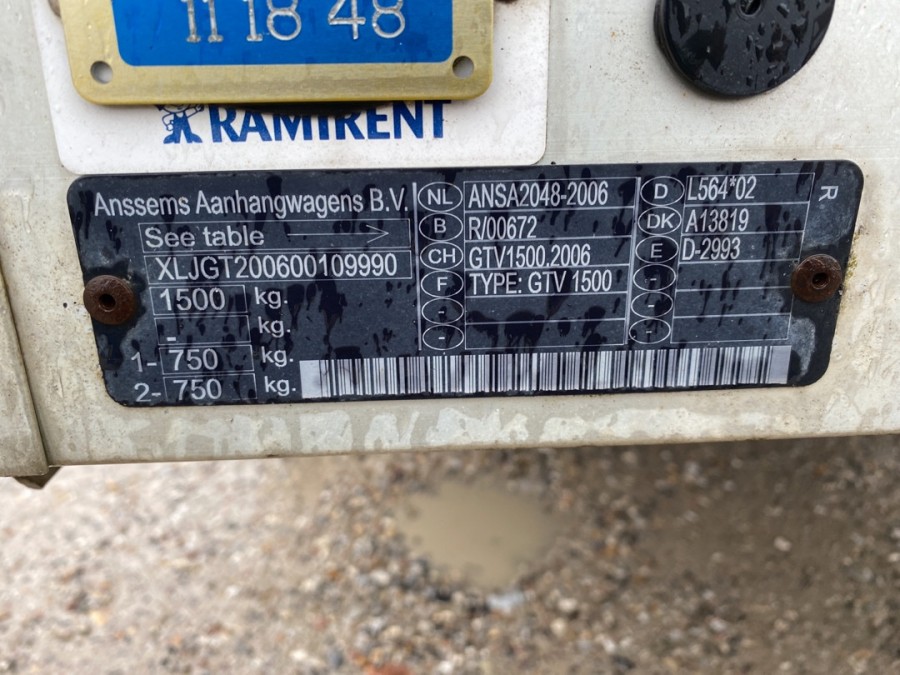 11 18 48
RAMIRENT
Anssems Aanhangwagens B.V.
See table
XLJGT200600109990
1500 kg.
- kg.
1- 750 kg.
2- 750 kg.
NL ANSA2048-2006
B R/00672
CH GTV1500.2006
F TYPE: GTV 1500
-
-
D L564*02
DK A13819
E D-2993
-
-
R